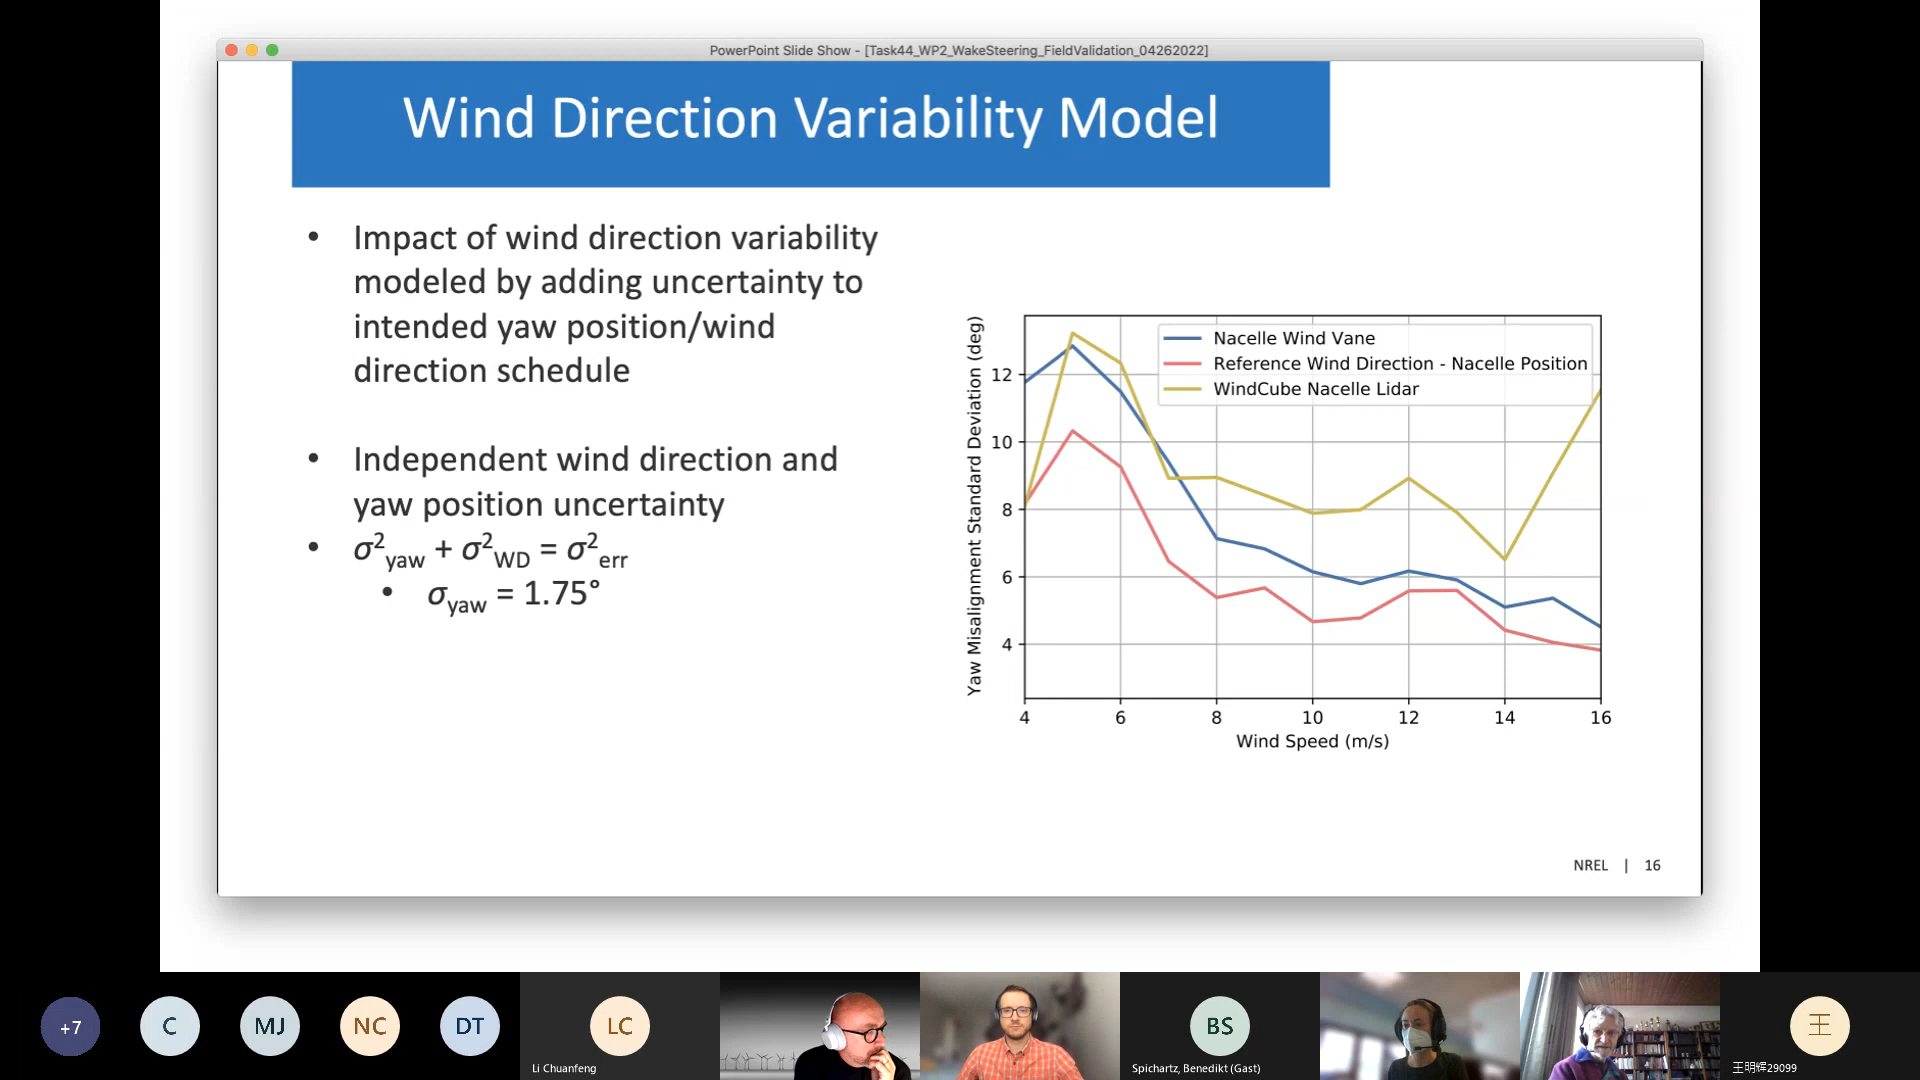 PowerPoint Slide Show - [Task44_WP2_WakeSteering_FieldValidation_04262022]
Wind Direction Variability Model
• Impact of wind direction variability
modeled by adding uncertainty to
intended yaw position/wind
direction schedule
• Independent wind direction and
yaw position uncertainty
• σ²yaw + σ²WD = σ²err
• σyaw = 1.75°
Yaw Misalignment Standard Deviation (deg)
Nacelle Wind Vane
Reference Wind Direction - Nacelle Position
WindCube Nacelle Lidar
12
10
8
6
4
4 6 8 10 12 14 16
Wind Speed (m/s)
NREL | 16
+7 C MJ NC DT LC BS 王
Li Chuanfeng
Spichartz, Benedikt (Gast)
王明辉29099